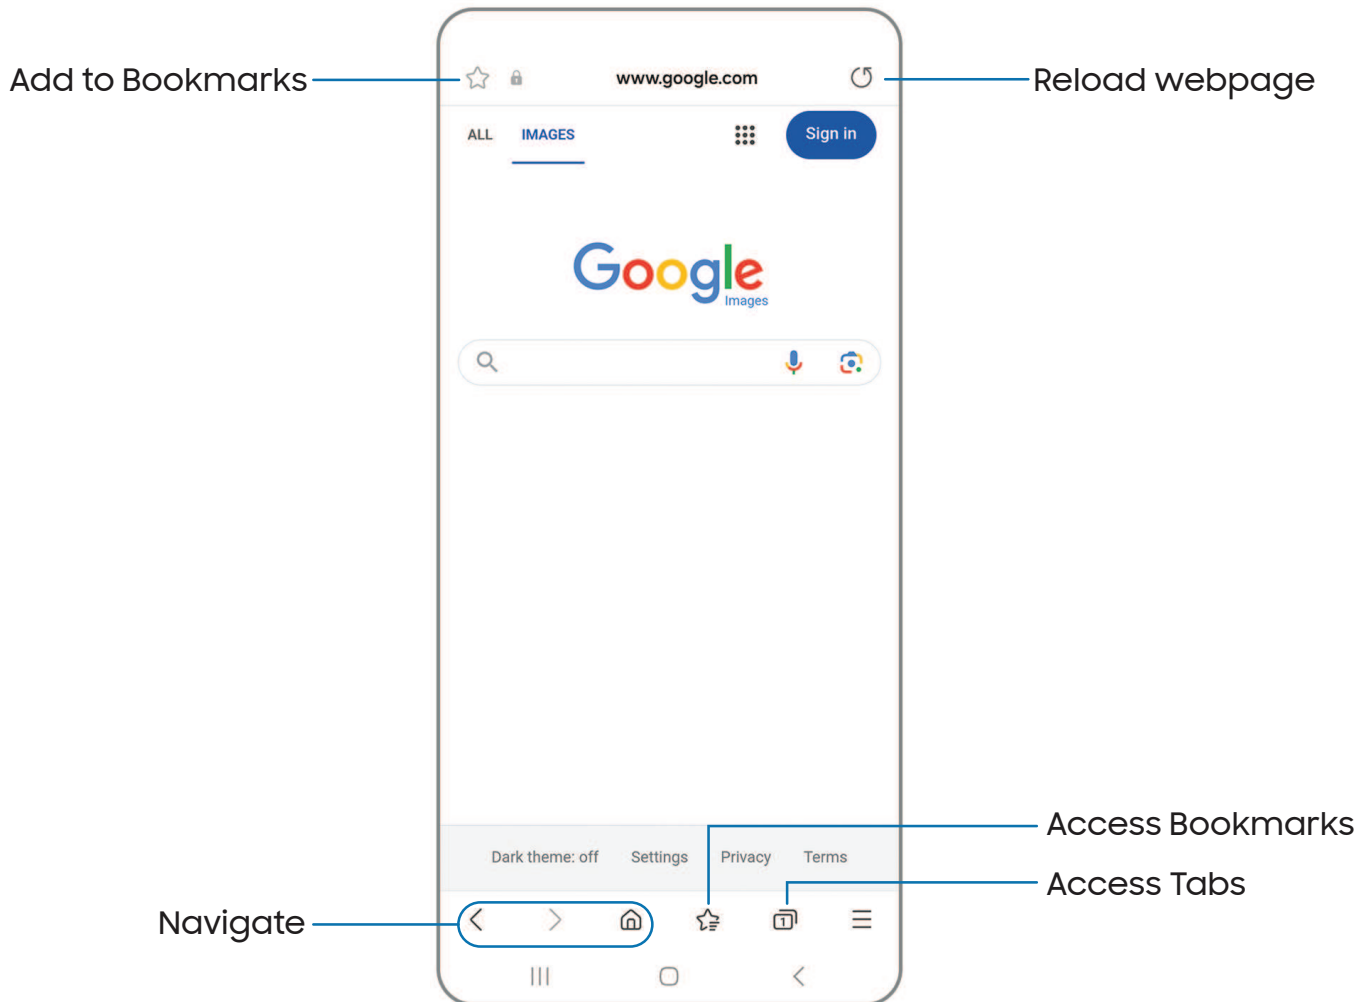 Add to Bookmarks
www.google.com
Reload webpage
ALL IMAGES
Sign in
Google
Images
Dark theme: off Settings Privacy Terms
Access Bookmarks
Access Tabs
Navigate
1